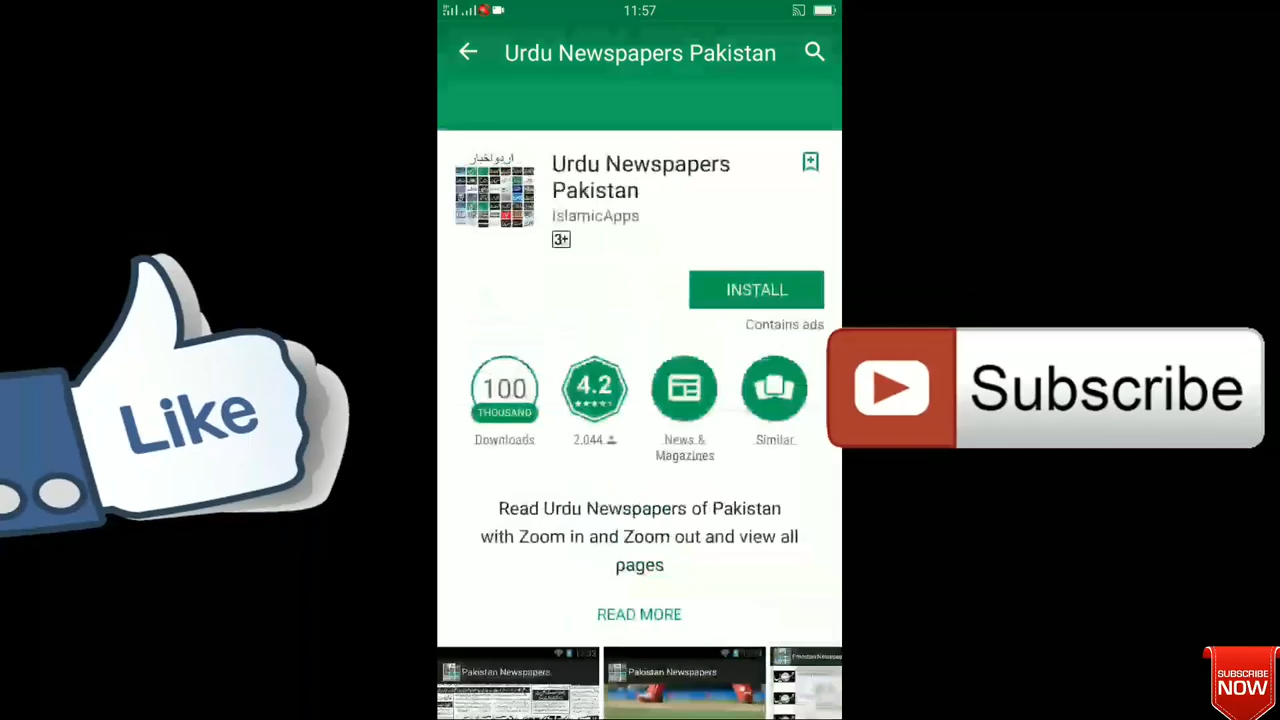 11:57
Urdu Newspapers Pakistan
اردو اخبار
Urdu Newspapers
Pakistan
IslamicApps
3+
INSTALL
Contains ads
100
THOUSAND
Downloads
4.2
2,044
News &
Magazines
Similar
Read Urdu Newspapers of Pakistan
with Zoom in and Zoom out and view all
pages
READ MORE
Pakistan Newspapers
Pakistan Newspapers
Like
Subscribe
SUBSCRIBE
NOW